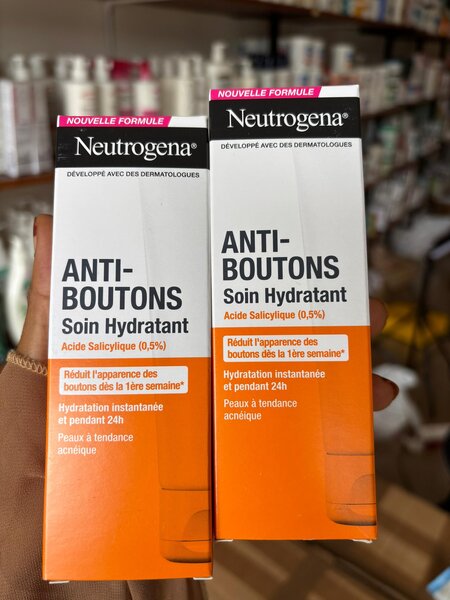 NOUVELLE FORMULE
Neutrogena®
DÉVELOPPÉ AVEC DES DERMATOLOGUES
ANTI-
BOUTONS
Soin Hydratant
Acide Salicylique (0,5%)
Réduit l'apparence des
boutons dès la 1ère semaine*
Hydratation instantanée
et pendant 24h
Peaux à tendance
acnéique
NOUVELLE FORMULE
Neutrogena®
DÉVELOPPÉ AVEC DES DERMATOLOGUES
ANTI-
BOUTONS
Soin Hydratant
Acide Salicylique (0,5%)
Réduit l'apparence des
boutons dès la 1ère semaine*
Hydratation instantanée
et pendant 24h
Peaux à tendance
acnéique